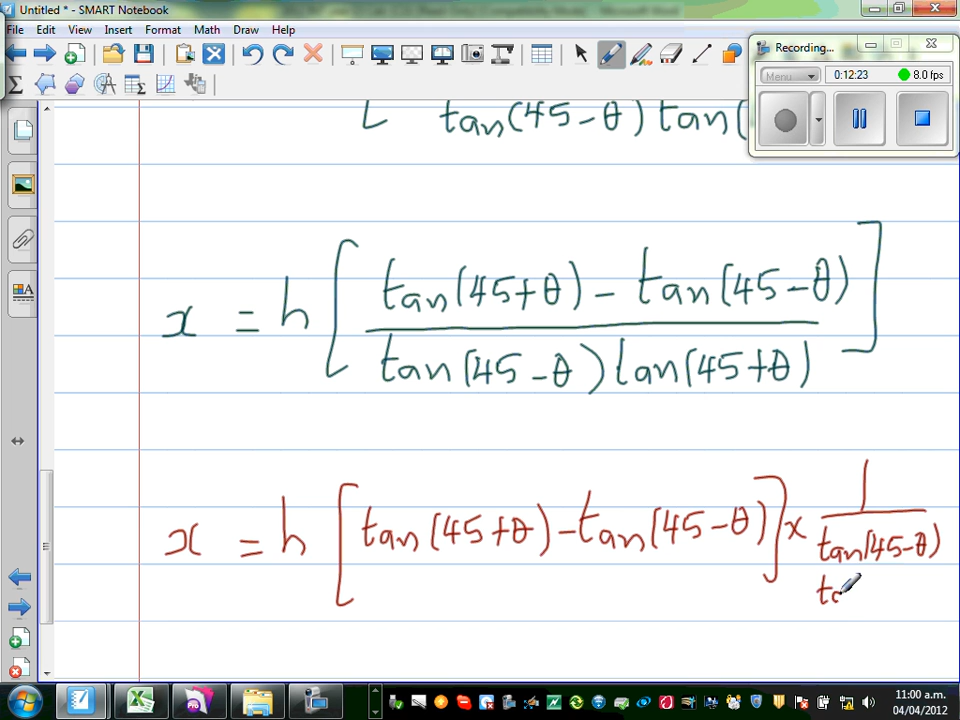 Untitled * - SMART Notebook
File Edit View Insert Format Math Draw Help
Recording...
Menu 0:12:23 8.0 fps
[ tan(45-θ) tan(
x = h [ tan(45+θ) - tan(45-θ) ]
tan(45-θ) tan(45+θ)
x = h [ tan(45+θ) - tan(45-θ) ] x 1
tan(45-θ)
ta
11:00 a.m.
04/04/2012